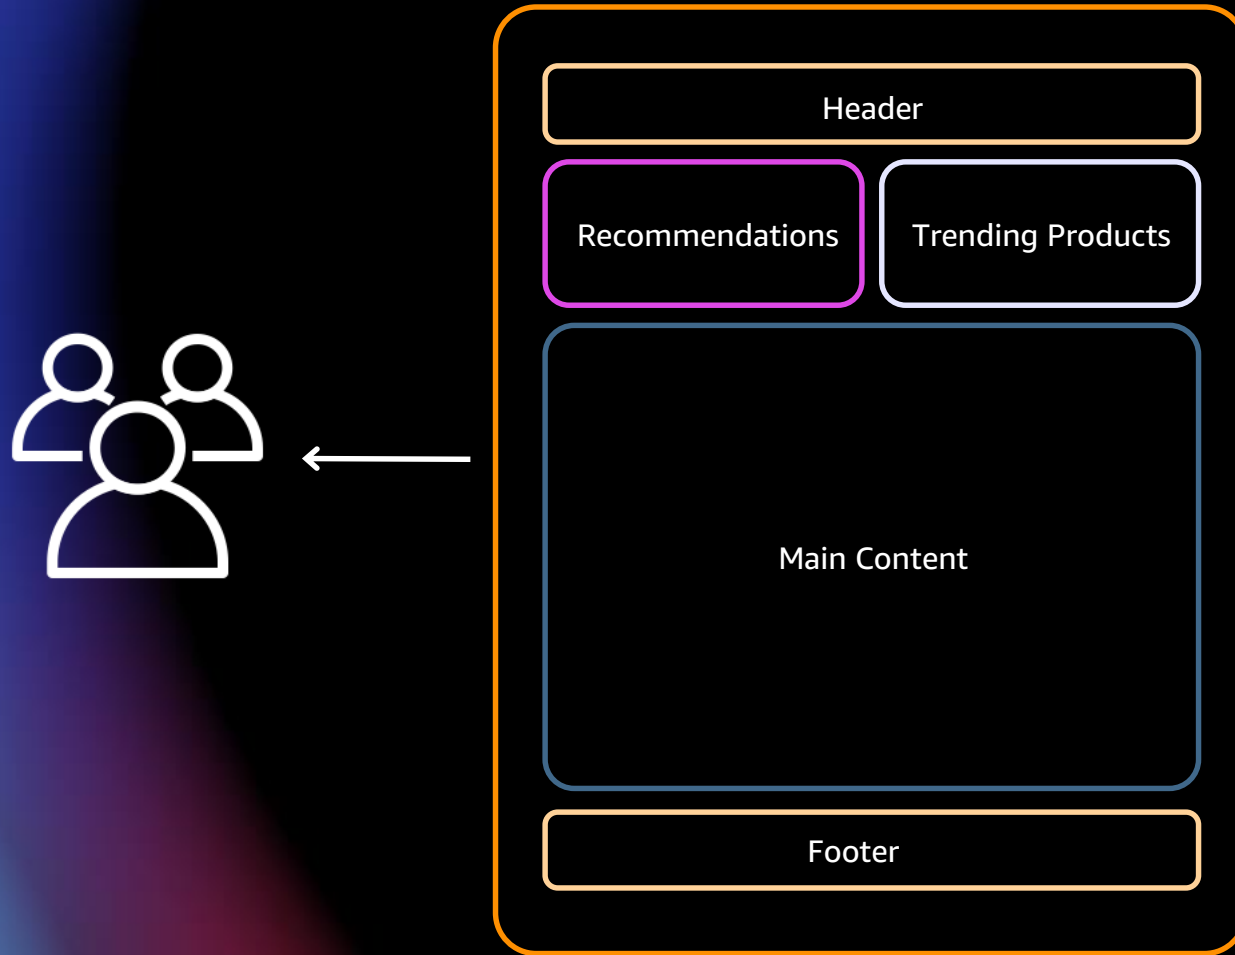 Header
Recommendations
Trending Products
Main Content
Footer